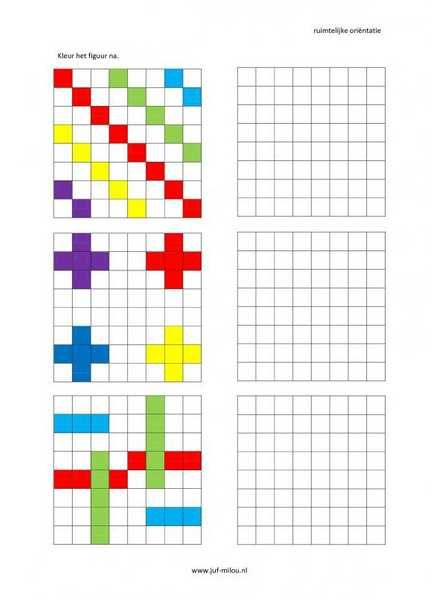 ruimtelijke oriëntatie
Kleur het figuur na.
www.juf-milou.nl